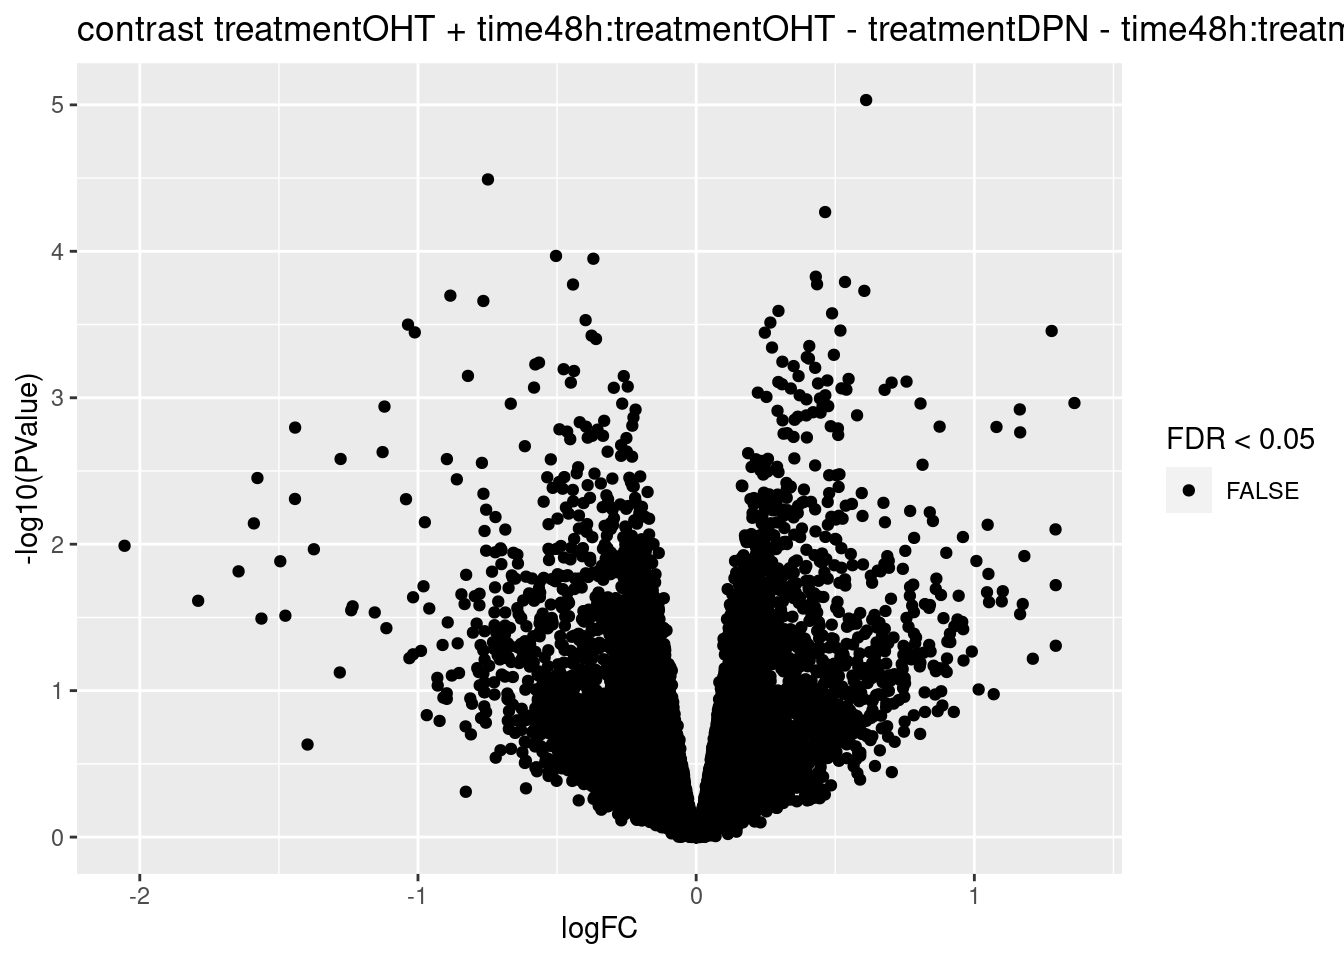 contrast treatmentOHT + time48h:treatmentOHT - treatmentDPN - time48h:
5
4
3
2
1
0
-log10(PValue)
-2
-1
0
1
logFC
FDR < 0.05
FALSE